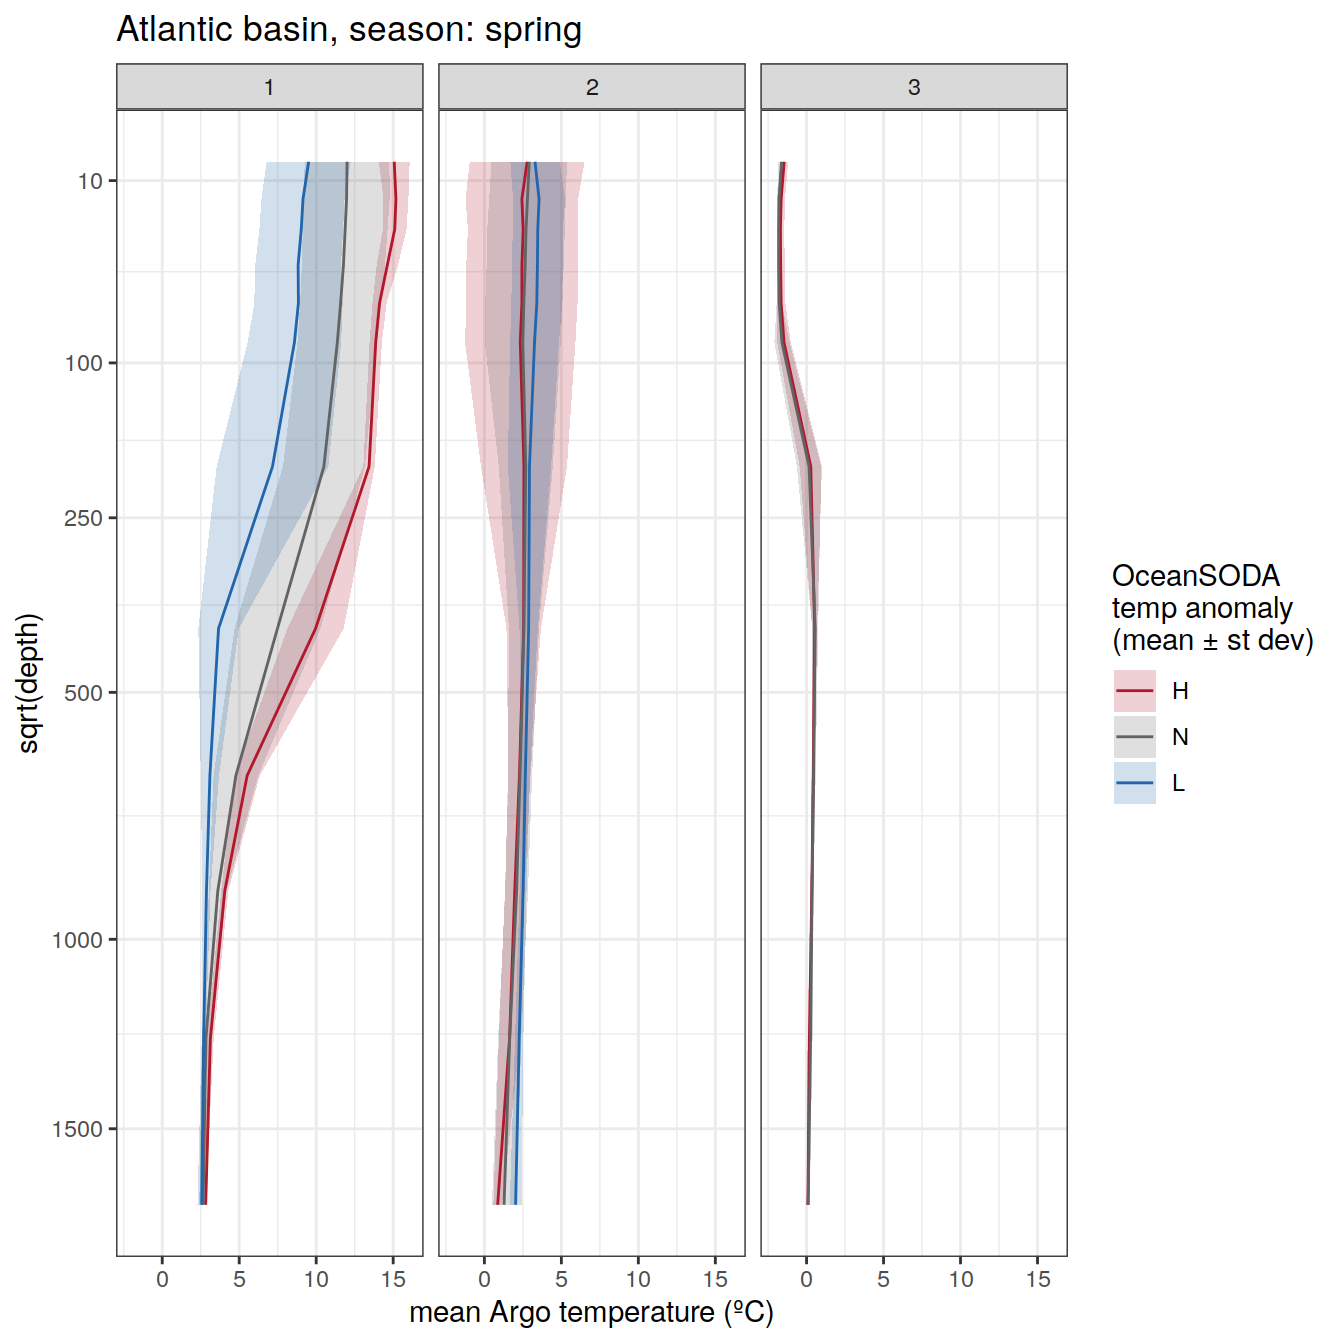 Atlantic basin, season: spring
1 2 3
10
100
250
500
1000
1500
sqrt(depth)
0 5 10 15 0 5 10 15 0 5 10 15
mean Argo temperature (ºC)
OceanSODA
temp anomaly
(mean ± st dev)
H
N
L